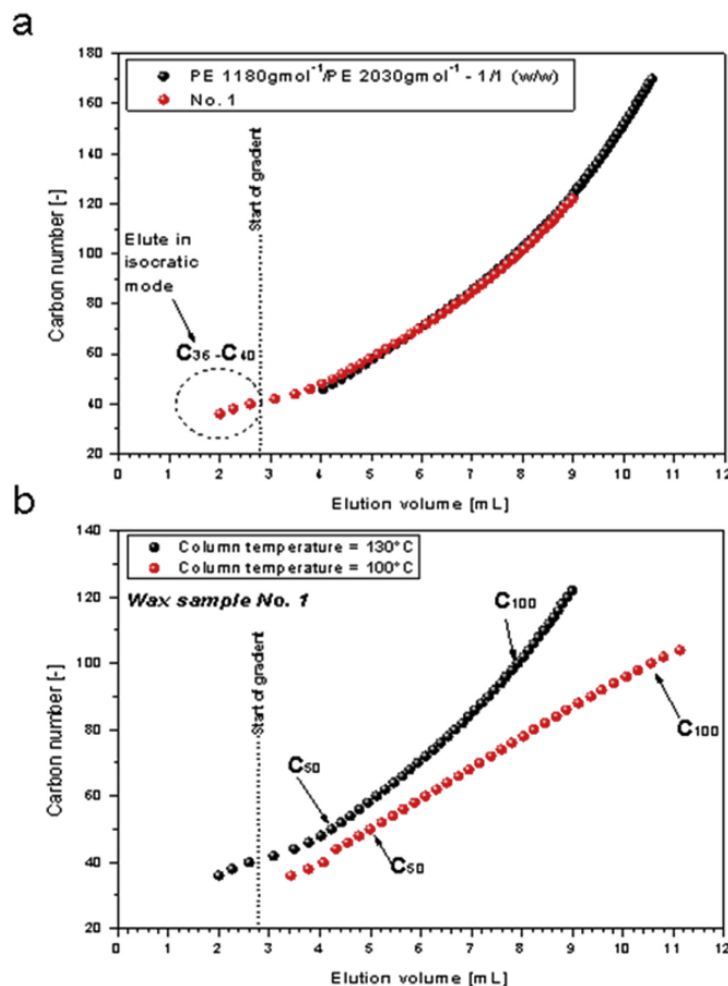 a
180
160
140
120
100
80
60
40
20
Carbon number [-]
PE 1180gmol⁻¹/PE 2030gmol⁻¹ - 1/1 (w/w)
No. 1
Start of gradient
Elute in
isocratic
mode
C₃₆ -C₄₀
0 1 2 3 4 5 6 7 8 9 10 11 12
Elution volume [mL]
b
140
120
100
80
60
40
20
Carbon number [-]
Column temperature = 130°C
Column temperature = 100°C
Wax sample No. 1
Start of gradient
C₁₀₀
C₅₀
C₁₀₀
C₅₀
0 1 2 3 4 5 6 7 8 9 10 11 12
Elution volume [mL]